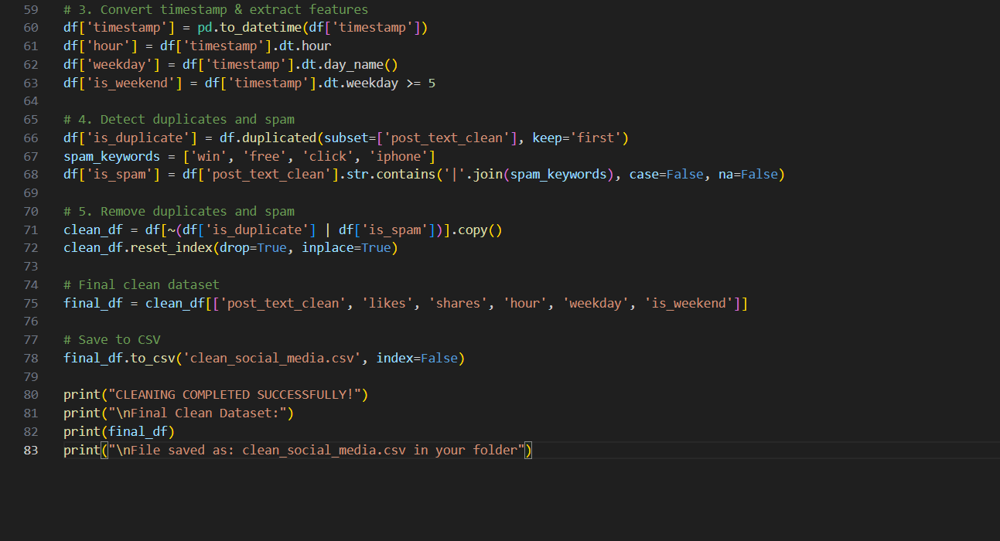 59 # 3. Convert timestamp & extract features
60 df['timestamp'] = pd.to_datetime(df['timestamp'])
61 df['hour'] = df['timestamp'].dt.hour
62 df['weekday'] = df['timestamp'].dt.day_name()
63 df['is_weekend'] = df['timestamp'].dt.weekday >= 5
64
65 # 4. Detect duplicates and spam
66 df['is_duplicate'] = df.duplicated(subset=['post_text_clean'], keep='first')
67 spam_keywords = ['win', 'free', 'click', 'iphone']
68 df['is_spam'] = df['post_text_clean'].str.contains('|'.join(spam_keywords), case=False, na=False)
69
70 # 5. Remove duplicates and spam
71 clean_df = df[~(df['is_duplicate'] | df['is_spam'])].copy()
72 clean_df.reset_index(drop=True, inplace=True)
73
74 # Final clean dataset
75 final_df = clean_df[['post_text_clean', 'likes', 'shares', 'hour', 'weekday', 'is_weekend']]
76
77 # Save to CSV
78 final_df.to_csv('clean_social_media.csv', index=False)
79
80 print("CLEANING COMPLETED SUCCESSFULLY!")
81 print("\nFinal Clean Dataset:")
82 print(final_df)
83 print("\nFile saved as: clean_social_media.csv in your folder")